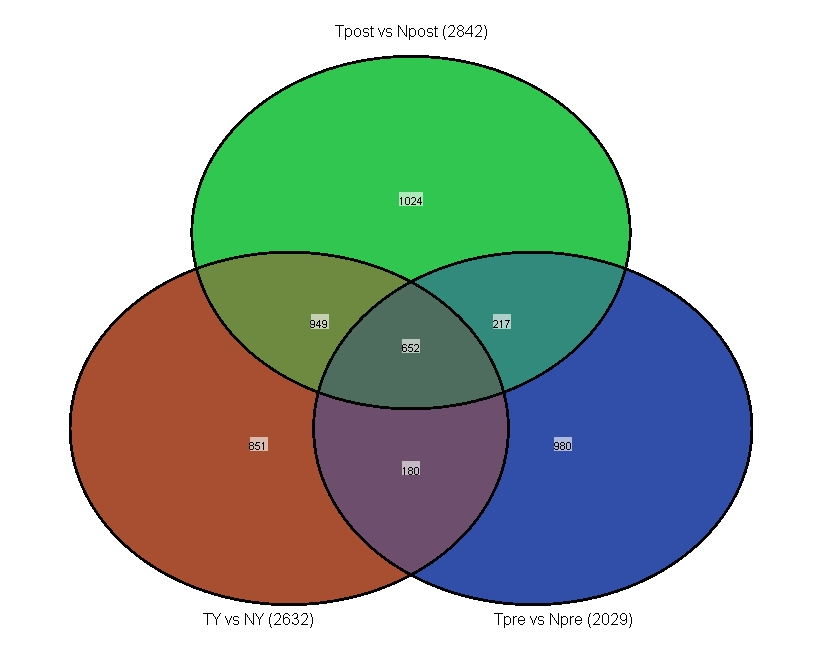 Tpost vs Npost (2842)
1024
949
217
652
851
980
180
TY vs NY (2632)
Tpre vs Npre (2029)